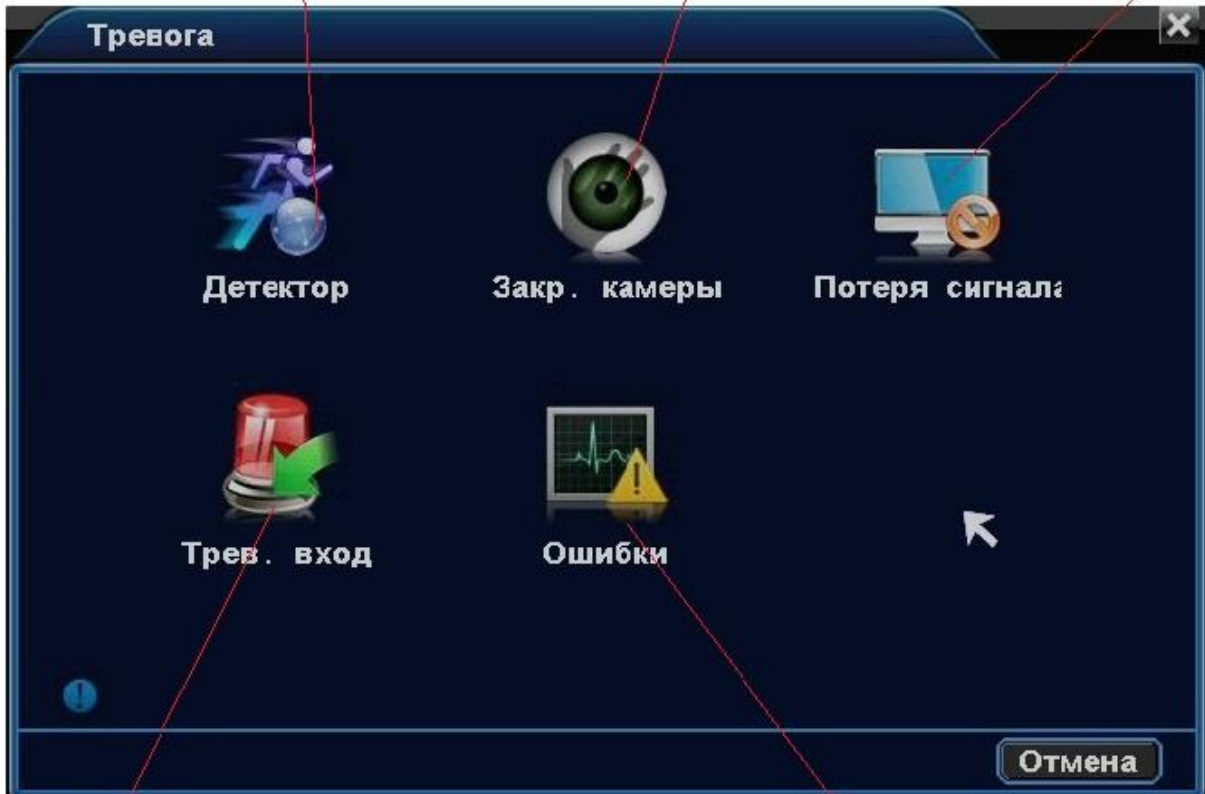 Тревога
Детектор
Закр. камеры
Потеря сигнала
Трев. вход
Ошибки
Отмена